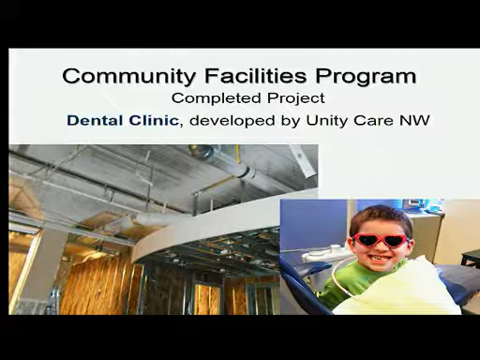 Community Facilities Program
Completed Project
Dental Clinic, developed by Unity Care NW